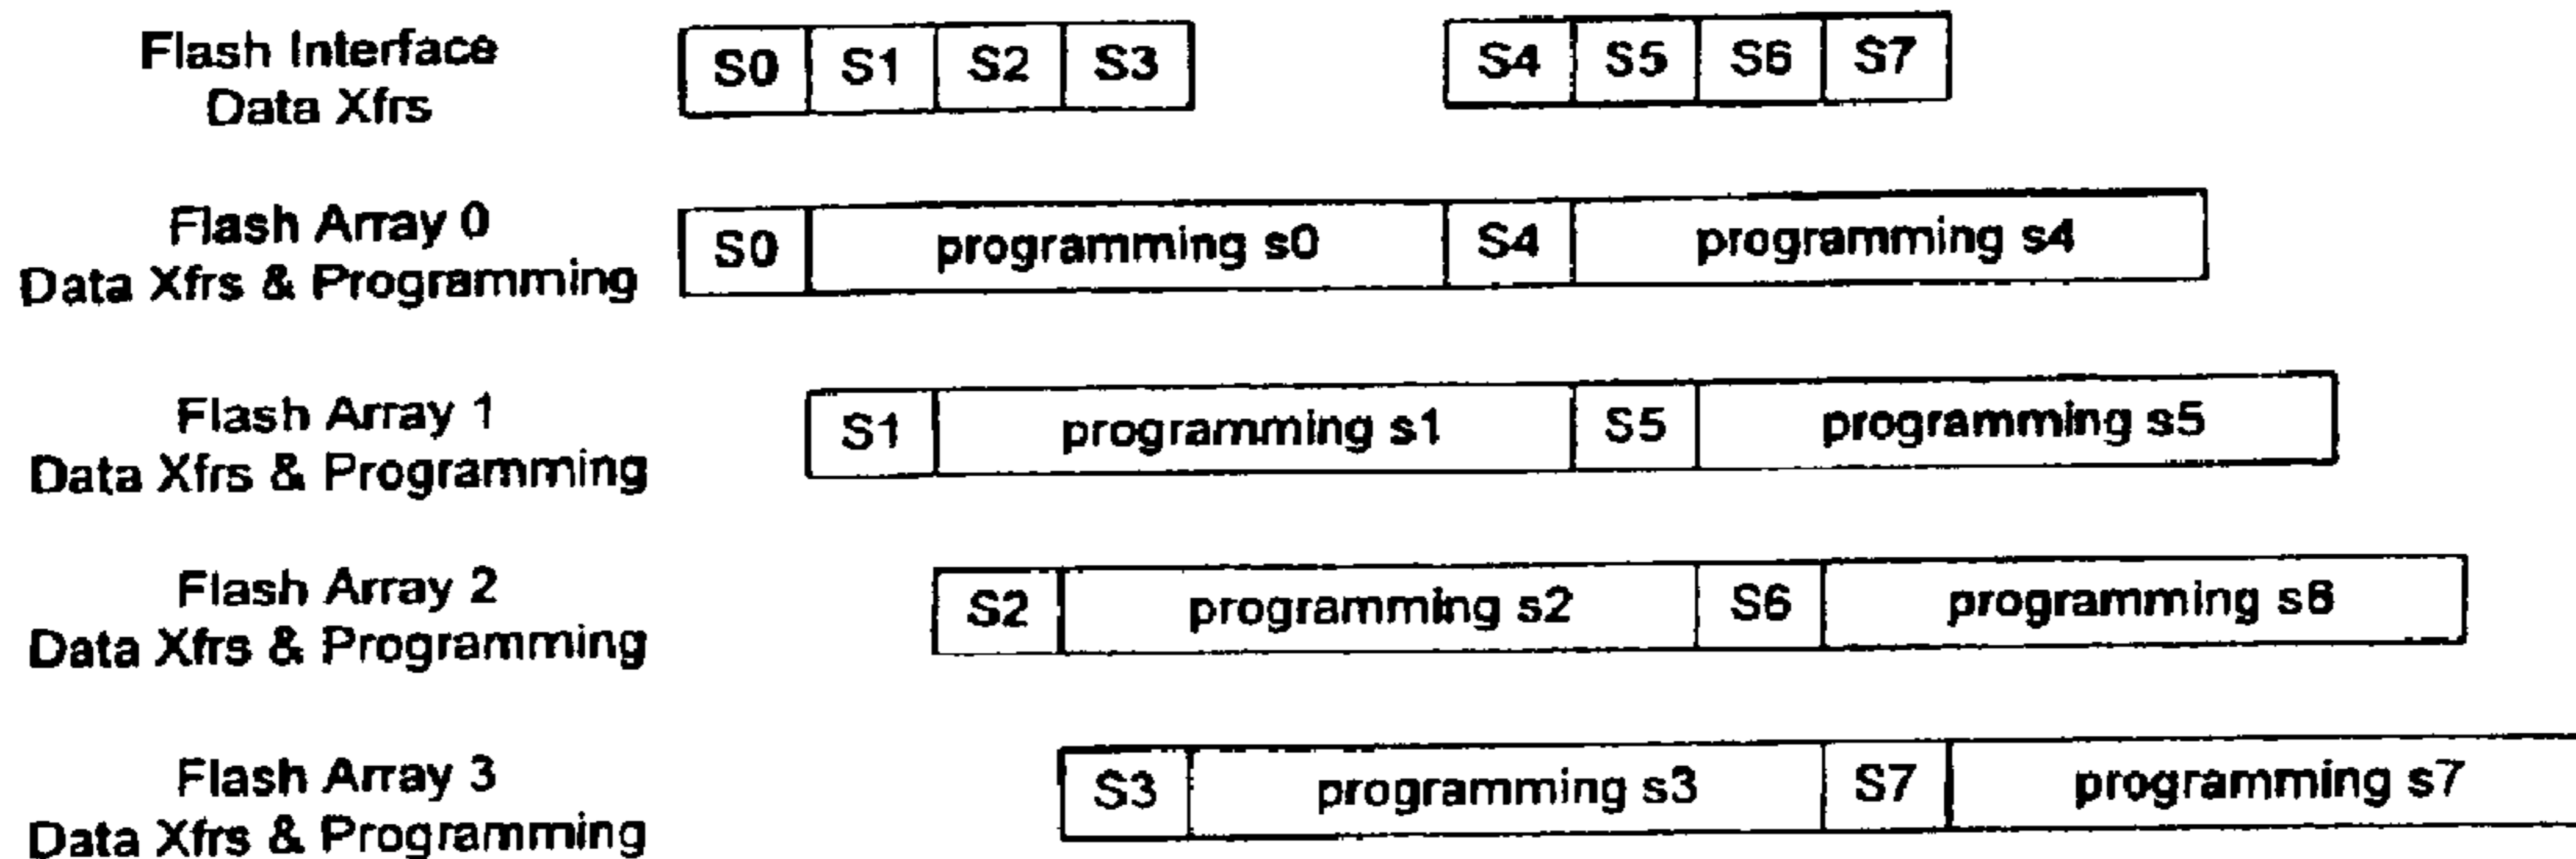 Flash Interface
Data Xfrs
S0 S1 S2 S3 S4 S5 S6 S7
Flash Array 0
Data Xfrs & Programming
S0 programming s0 S4 programming s4
Flash Array 1
Data Xfrs & Programming
S1 programming s1 S5 programming s5
Flash Array 2
Data Xfrs & Programming
S2 programming s2 S6 programming s6
Flash Array 3
Data Xfrs & Programming
S3 programming s3 S7 programming s7